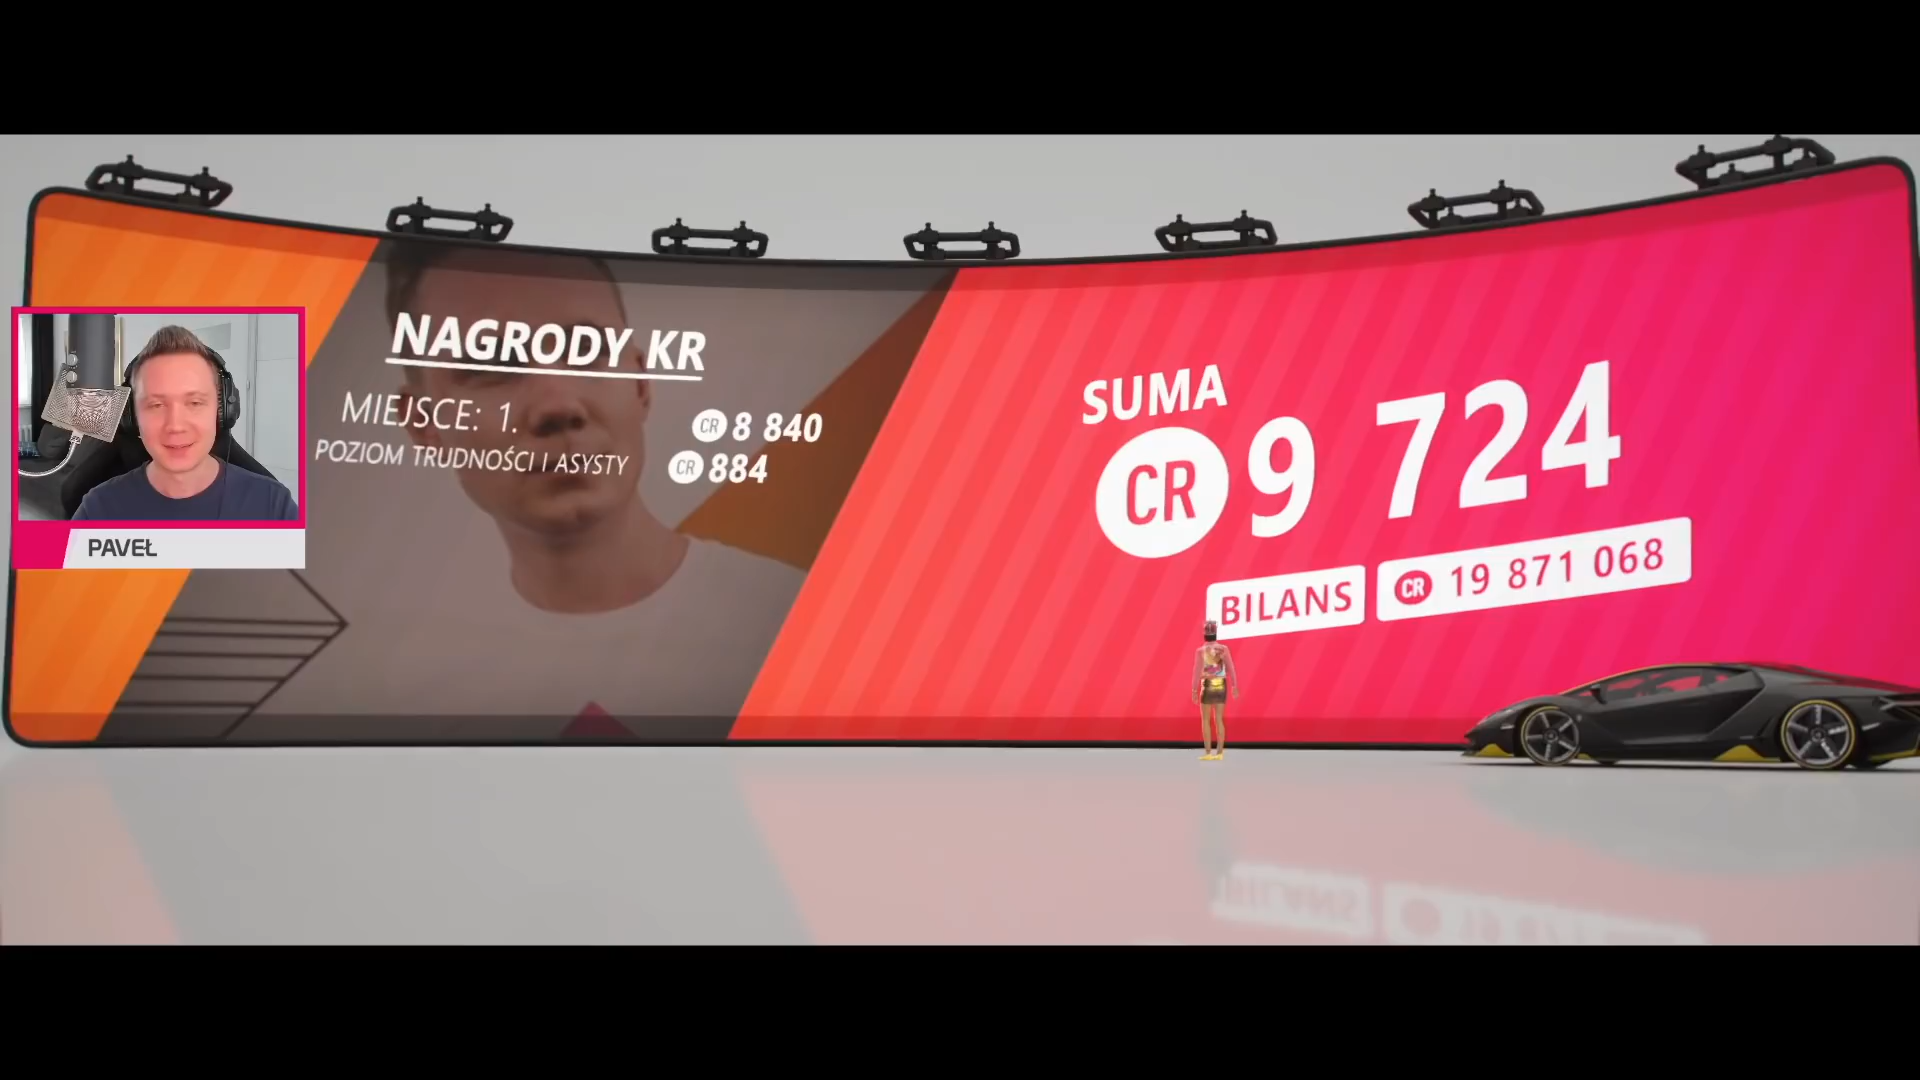 NAGRODY KR
MIEJSCE: 1. CR 8 840
POZIOM TRUDNOŚCI I ASYSTY CR 884
SUMA
CR 9 724
BILANS CR 19 871 068
PAVEŁ